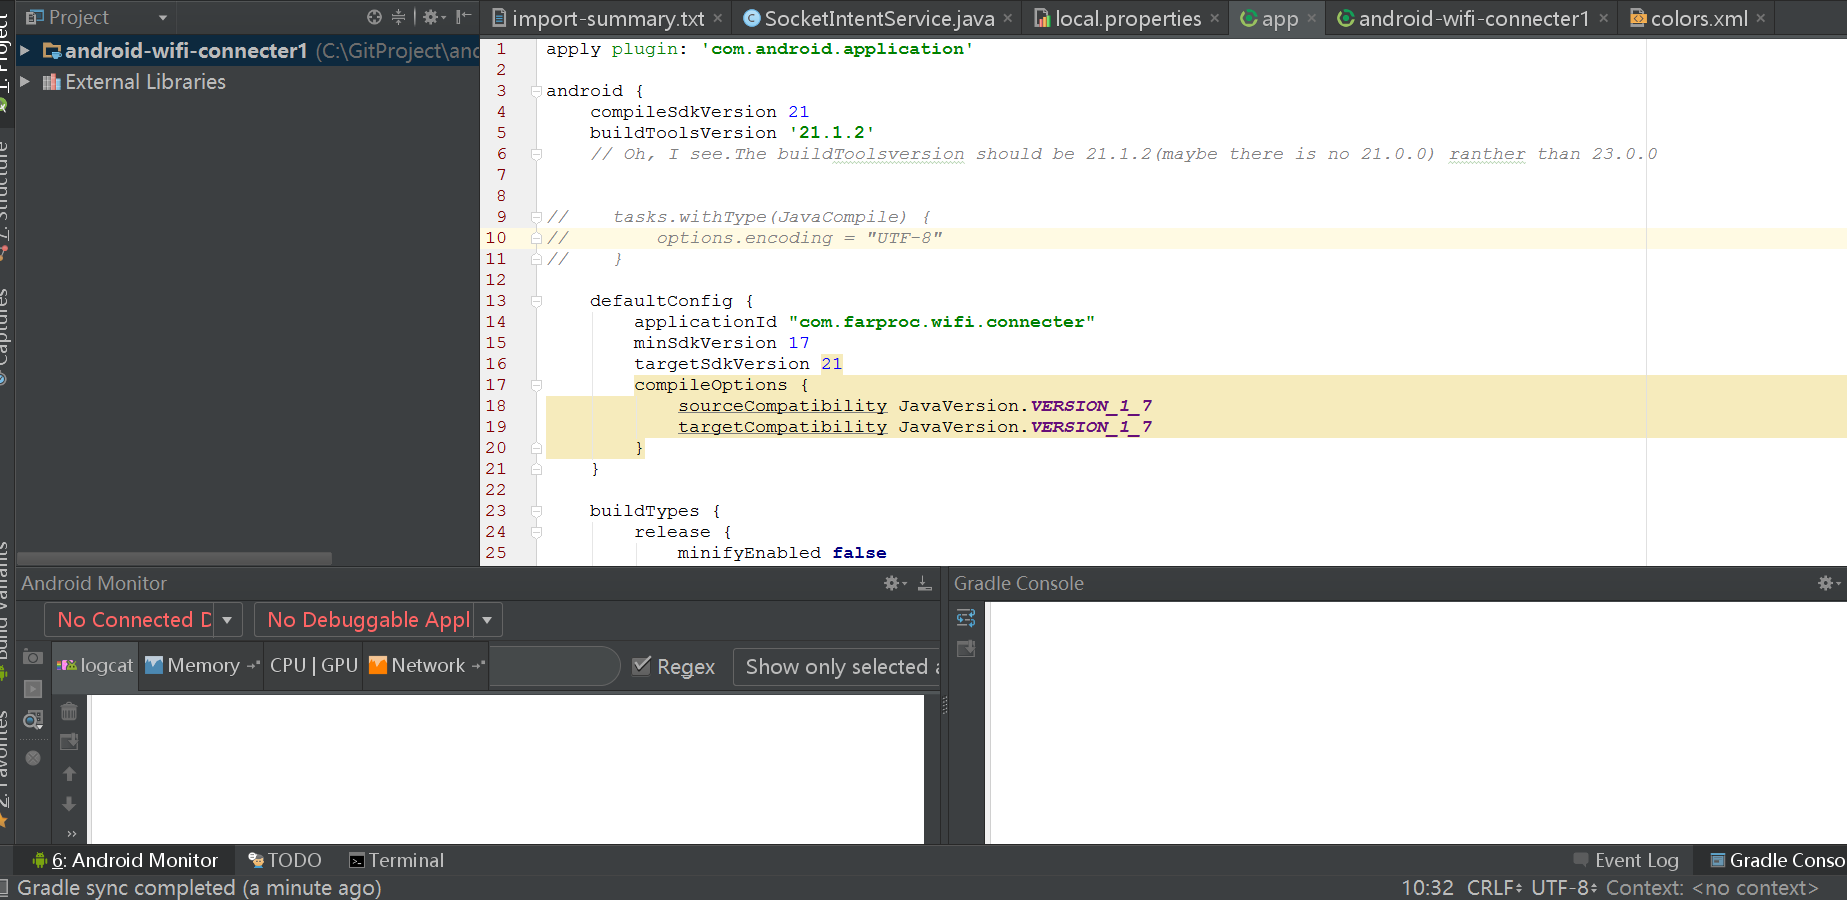 Project
import-summary.txt
SocketIntentService.java
local.properties
app
android-wifi-connecter1
colors.xml
1: Project
7: Structure
Captures
Build Variants
2: Favorites
android-wifi-connecter1 (C:\GitProject\anc
External Libraries
1 apply plugin: 'com.android.application'
2
3 android {
4 compileSdkVersion 21
5 buildToolsVersion '21.1.2'
6 // Oh, I see.The buildToolsversion should be 21.1.2(maybe there is no 21.0.0) ranther than 23.0.0
7
8
9 // tasks.withType(JavaCompile) {
10 // options.encoding = "UTF-8"
11 // }
12
13 defaultConfig {
14 applicationId "com.farproc.wifi.connecter"
15 minSdkVersion 17
16 targetSdkVersion 21
17 compileOptions {
18 sourceCompatibility JavaVersion.VERSION_1_7
19 targetCompatibility JavaVersion.VERSION_1_7
20 }
21 }
22
23 buildTypes {
24 release {
25 minifyEnabled false
Android Monitor
Gradle Console
No Connected D
No Debuggable Appl
logcat
Memory
CPU | GPU
Network
Regex
Show only selected a
6: Android Monitor
TODO
Terminal
Event Log
Gradle Conso
Gradle sync completed (a minute ago)
10:32 CRLF UTF-8 Context: <no context>